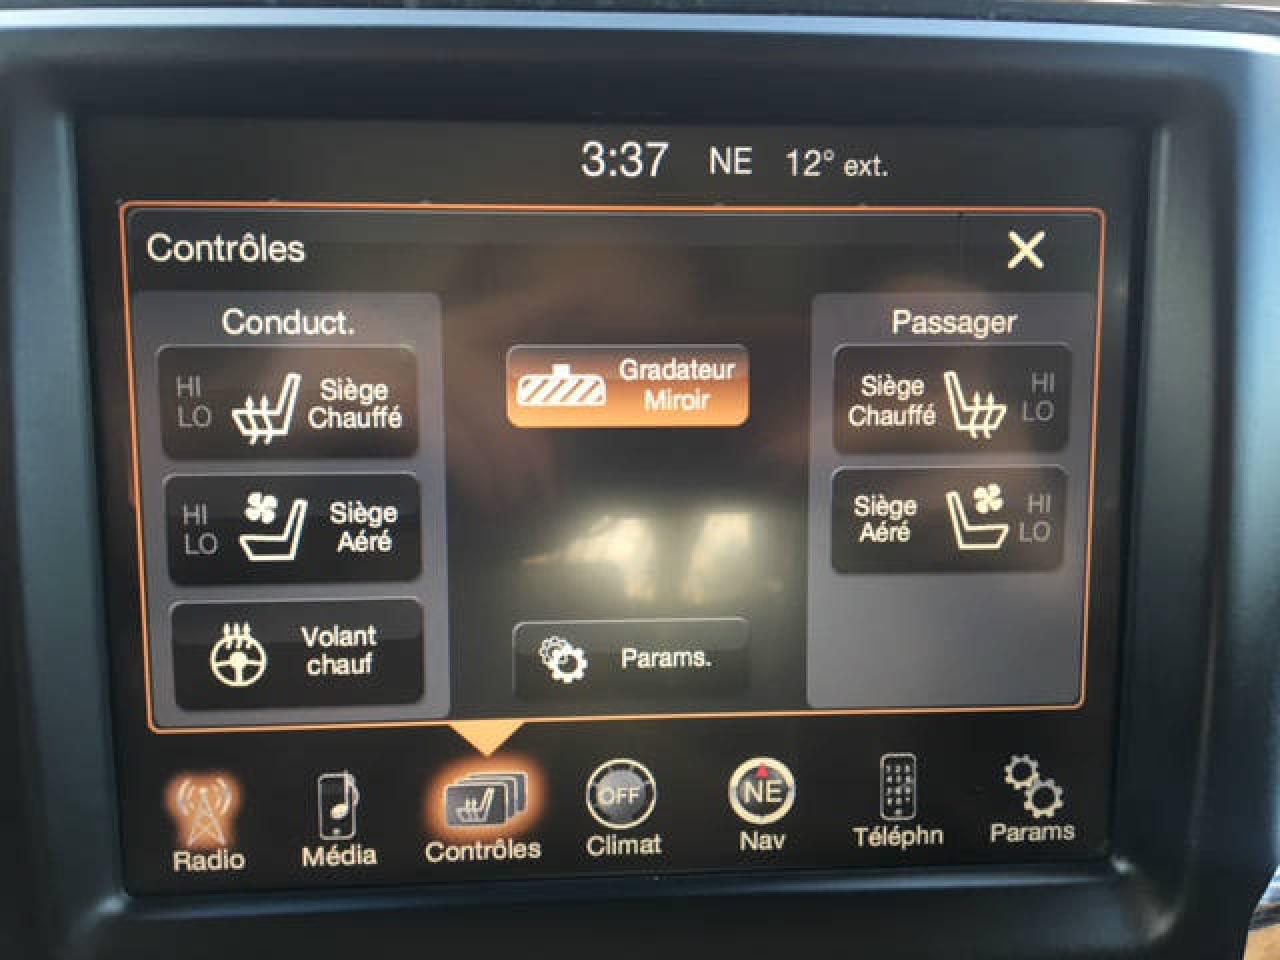 3:37 NE 12° ext.
Contrôles
Conduct.
HI
LO
Siège
Chauffé
HI
LO
Siège
Aéré
Volant
chauf
Gradateur
Miroir
Params.
Passager
Siège
Chauffé
HI
LO
Siège
Aéré
HI
LO
Radio
Média
Contrôles
OFF
Climat
NE
Nav
Téléphn
Params